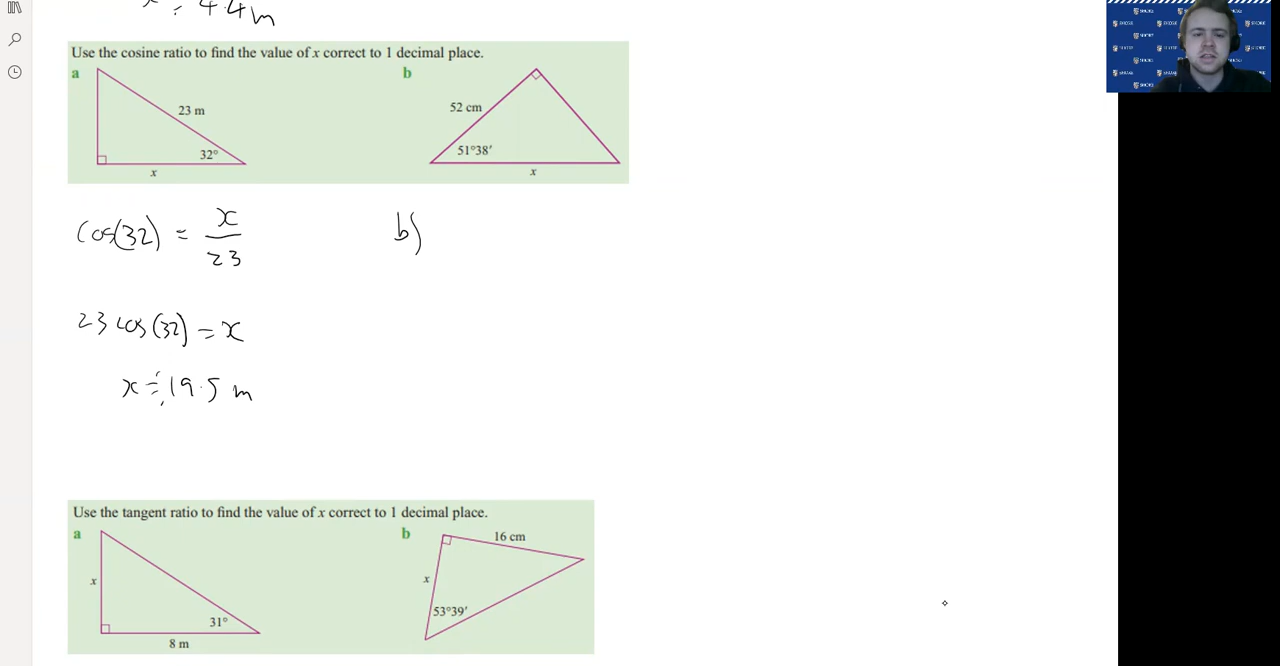 x ≑ 4.4m
Use the cosine ratio to find the value of x correct to 1 decimal place.
a
23 m
32°
x
b
52 cm
51°38′
x
cos(32) = x/23
23 cos(32) = x
x ≑ 19.5 m
b)
Use the tangent ratio to find the value of x correct to 1 decimal place.
a
x
31°
8 m
b
16 cm
x
53°39′